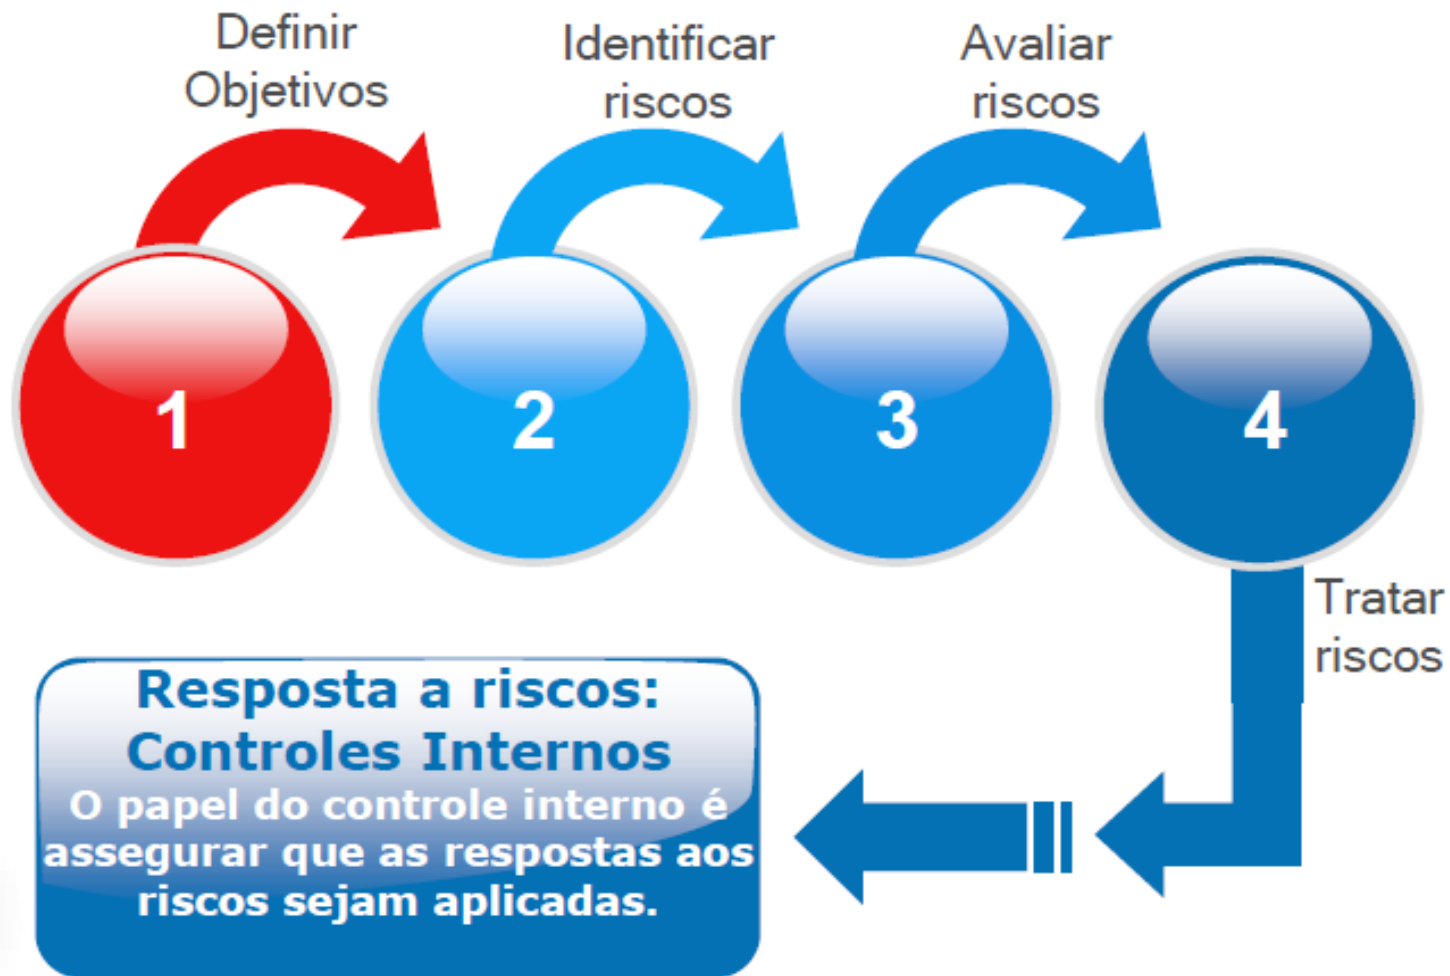 Definir
Objetivos
Identificar
riscos
Avaliar
riscos
1
2
3
4
Tratar
riscos
Resposta a riscos:
Controles Internos
O papel do controle interno é
assegurar que as respostas aos
riscos sejam aplicadas.